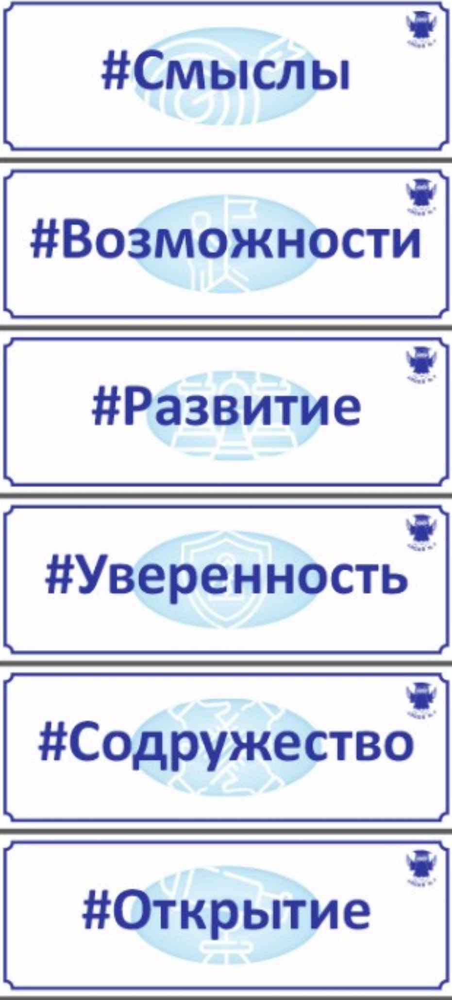 #Смыслы
#Возможности
#Развитие
#Уверенность
#Содружество
#Открытие